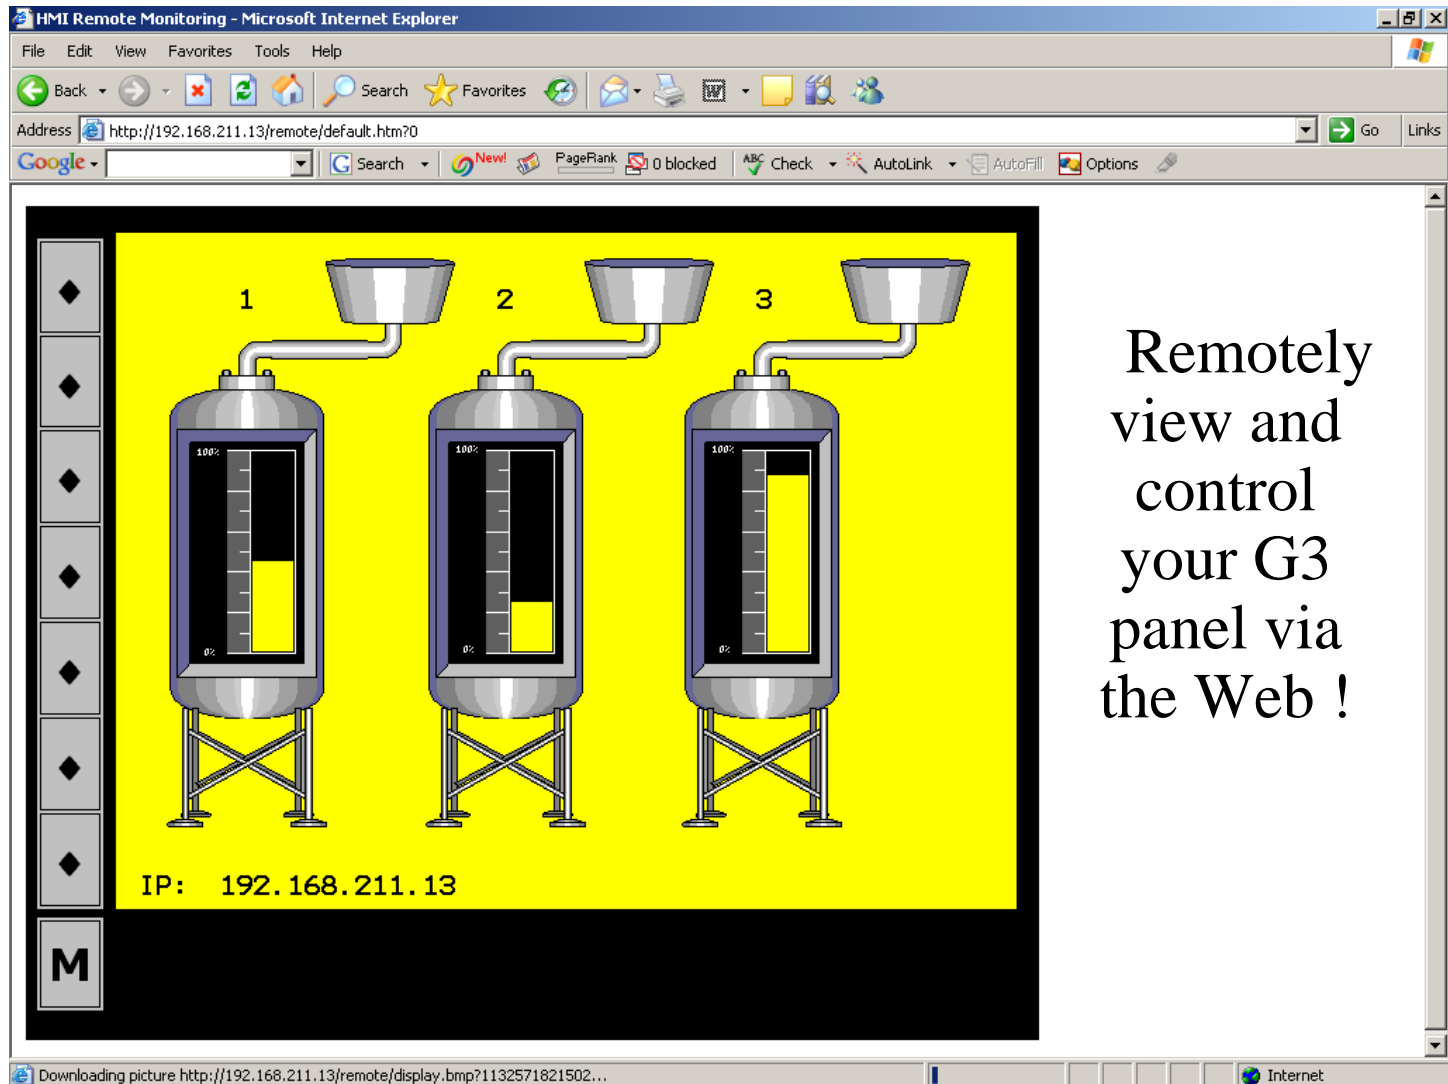 HMI Remote Monitoring - Microsoft Internet Explorer
File Edit View Favorites Tools Help
Back Search Favorites
Address http://192.168.211.13/remote/default.htm?0 Go Links
Google Search New! PageRank 0 blocked ABC Check AutoLink AutoFill Options
1 2 3
100% 100% 100%
0% 0% 0%
IP: 192.168.211.13
M
Remotely
view and
control
your G3
panel via
the Web !
Downloading picture http://192.168.211.13/remote/display.bmp?1132571821502... Internet